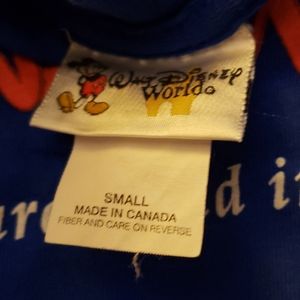 Walt Disney
World
SMALL
MADE IN CANADA
FIBER AND CARE ON REVERSE